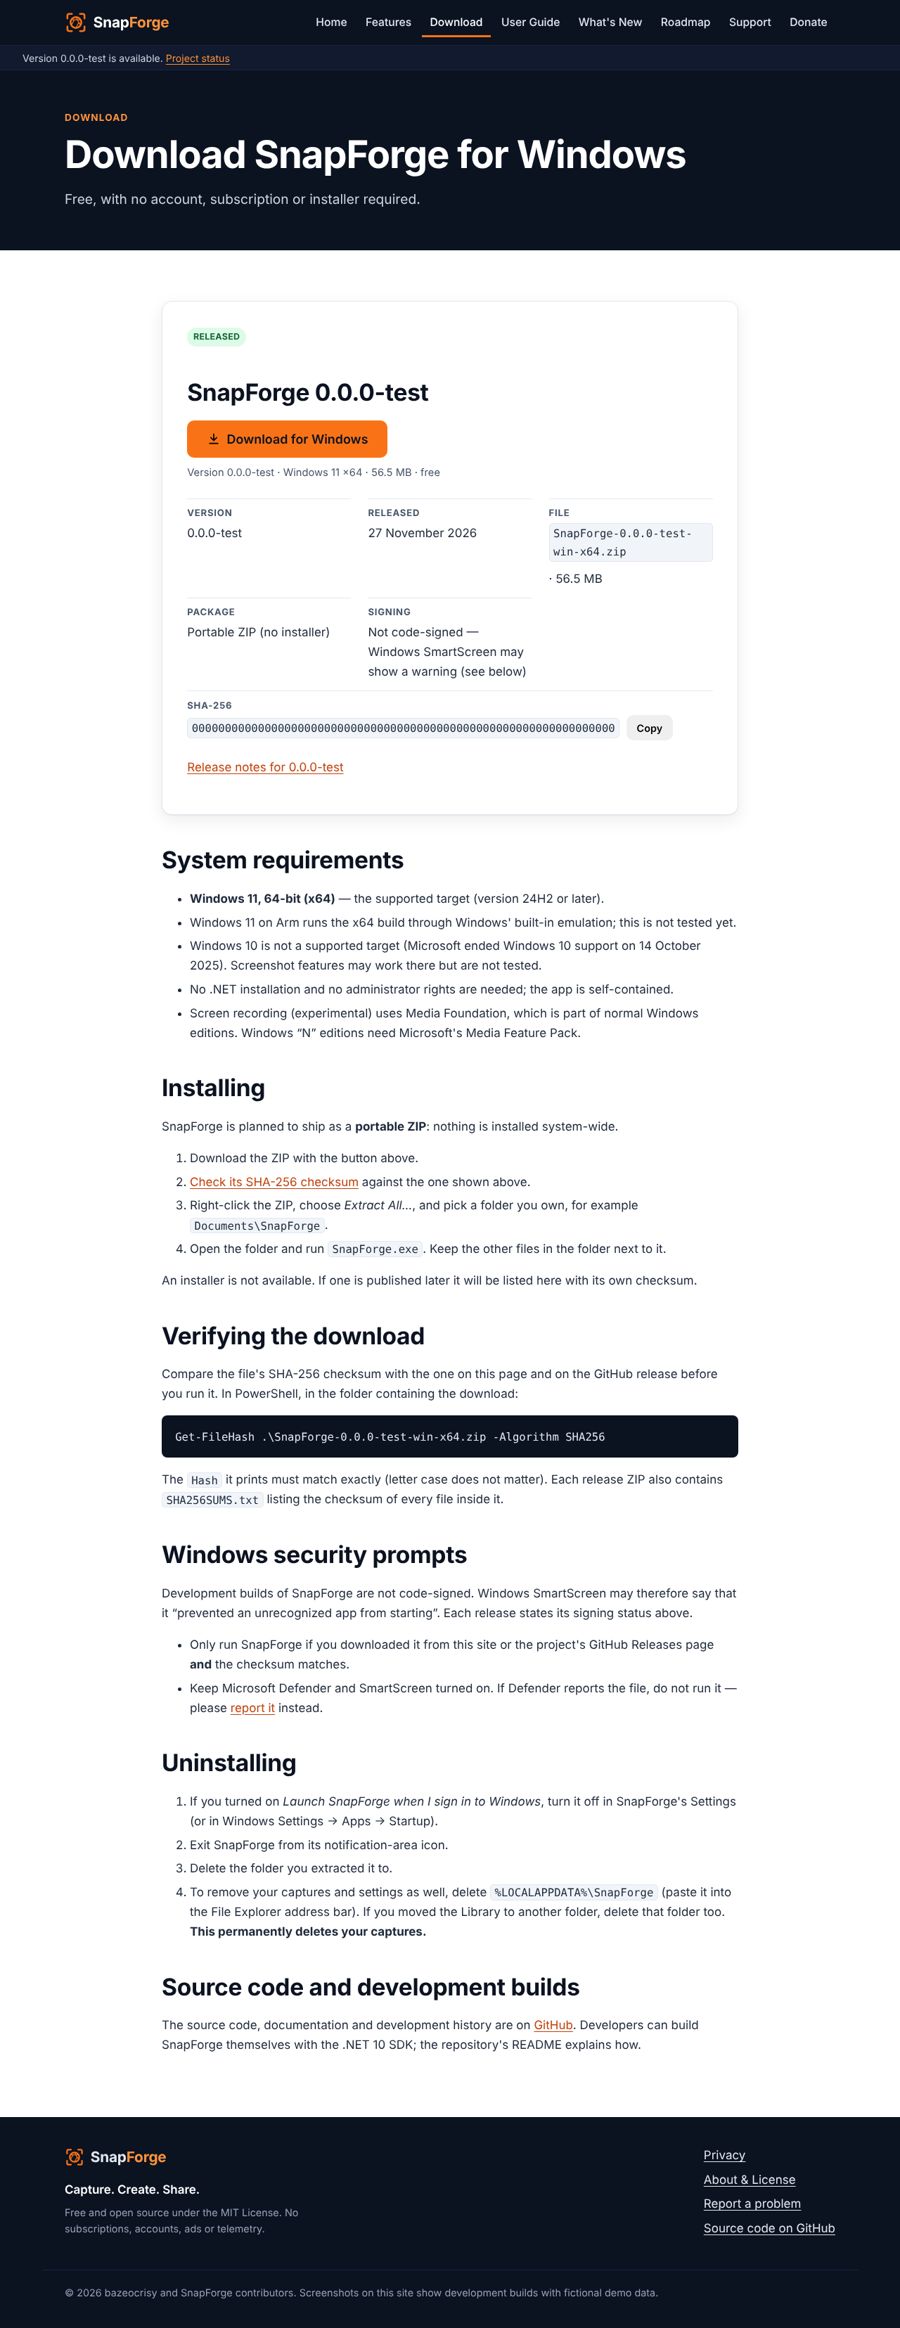 SnapForge
Home Features Download User Guide What's New Roadmap Support Donate
Version 0.0.0-test is available. Project status
DOWNLOAD
Download SnapForge for Windows
Free, with no account, subscription or installer required.
RELEASED
SnapForge 0.0.0-test
Download for Windows
Version 0.0.0-test · Windows 11 ×64 · 56.5 MB · free
VERSION
0.0.0-test
RELEASED
27 November 2026
FILE
SnapForge-0.0.0-test-
win-x64.zip
· 56.5 MB
PACKAGE
Portable ZIP (no installer)
SIGNING
Not code-signed —
Windows SmartScreen may
show a warning (see below)
SHA-256
0000000000000000000000000000000000000000000000000000000000000000 Copy
Release notes for 0.0.0-test
System requirements
• Windows 11, 64-bit (x64) — the supported target (version 24H2 or later).
• Windows 11 on Arm runs the x64 build through Windows' built-in emulation; this is not tested yet.
• Windows 10 is not a supported target (Microsoft ended Windows 10 support on 14 October
2025). Screenshot features may work there but are not tested.
• No .NET installation and no administrator rights are needed; the app is self-contained.
• Screen recording (experimental) uses Media Foundation, which is part of normal Windows
editions. Windows “N” editions need Microsoft's Media Feature Pack.
Installing
SnapForge is planned to ship as a portable ZIP: nothing is installed system-wide.
1. Download the ZIP with the button above.
2. Check its SHA-256 checksum against the one shown above.
3. Right-click the ZIP, choose Extract All…, and pick a folder you own, for example
Documents\SnapForge.
4. Open the folder and run SnapForge.exe. Keep the other files in the folder next to it.
An installer is not available. If one is published later it will be listed here with its own checksum.
Verifying the download
Compare the file's SHA-256 checksum with the one on this page and on the GitHub release before
you run it. In PowerShell, in the folder containing the download:
Get-FileHash .\SnapForge-0.0.0-test-win-x64.zip -Algorithm SHA256
The Hash it prints must match exactly (letter case does not matter). Each release ZIP also contains
SHA256SUMS.txt listing the checksum of every file inside it.
Windows security prompts
Development builds of SnapForge are not code-signed. Windows SmartScreen may therefore say that
it “prevented an unrecognized app from starting”. Each release states its signing status above.
• Only run SnapForge if you downloaded it from this site or the project's GitHub Releases page
and the checksum matches.
• Keep Microsoft Defender and SmartScreen turned on. If Defender reports the file, do not run it —
please report it instead.
Uninstalling
1. If you turned on Launch SnapForge when I sign in to Windows, turn it off in SnapForge's Settings
(or in Windows Settings → Apps → Startup).
2. Exit SnapForge from its notification-area icon.
3. Delete the folder you extracted it to.
4. To remove your captures and settings as well, delete %LOCALAPPDATA%\SnapForge (paste it into
the File Explorer address bar). If you moved the Library to another folder, delete that folder too.
This permanently deletes your captures.
Source code and development builds
The source code, documentation and development history are on GitHub. Developers can build
SnapForge themselves with the .NET 10 SDK; the repository's README explains how.
SnapForge
Capture. Create. Share.
Free and open source under the MIT License. No
subscriptions, accounts, ads or telemetry.
Privacy
About & License
Report a problem
Source code on GitHub
© 2026 bazeocrisy and SnapForge contributors. Screenshots on this site show development builds with fictional demo data.